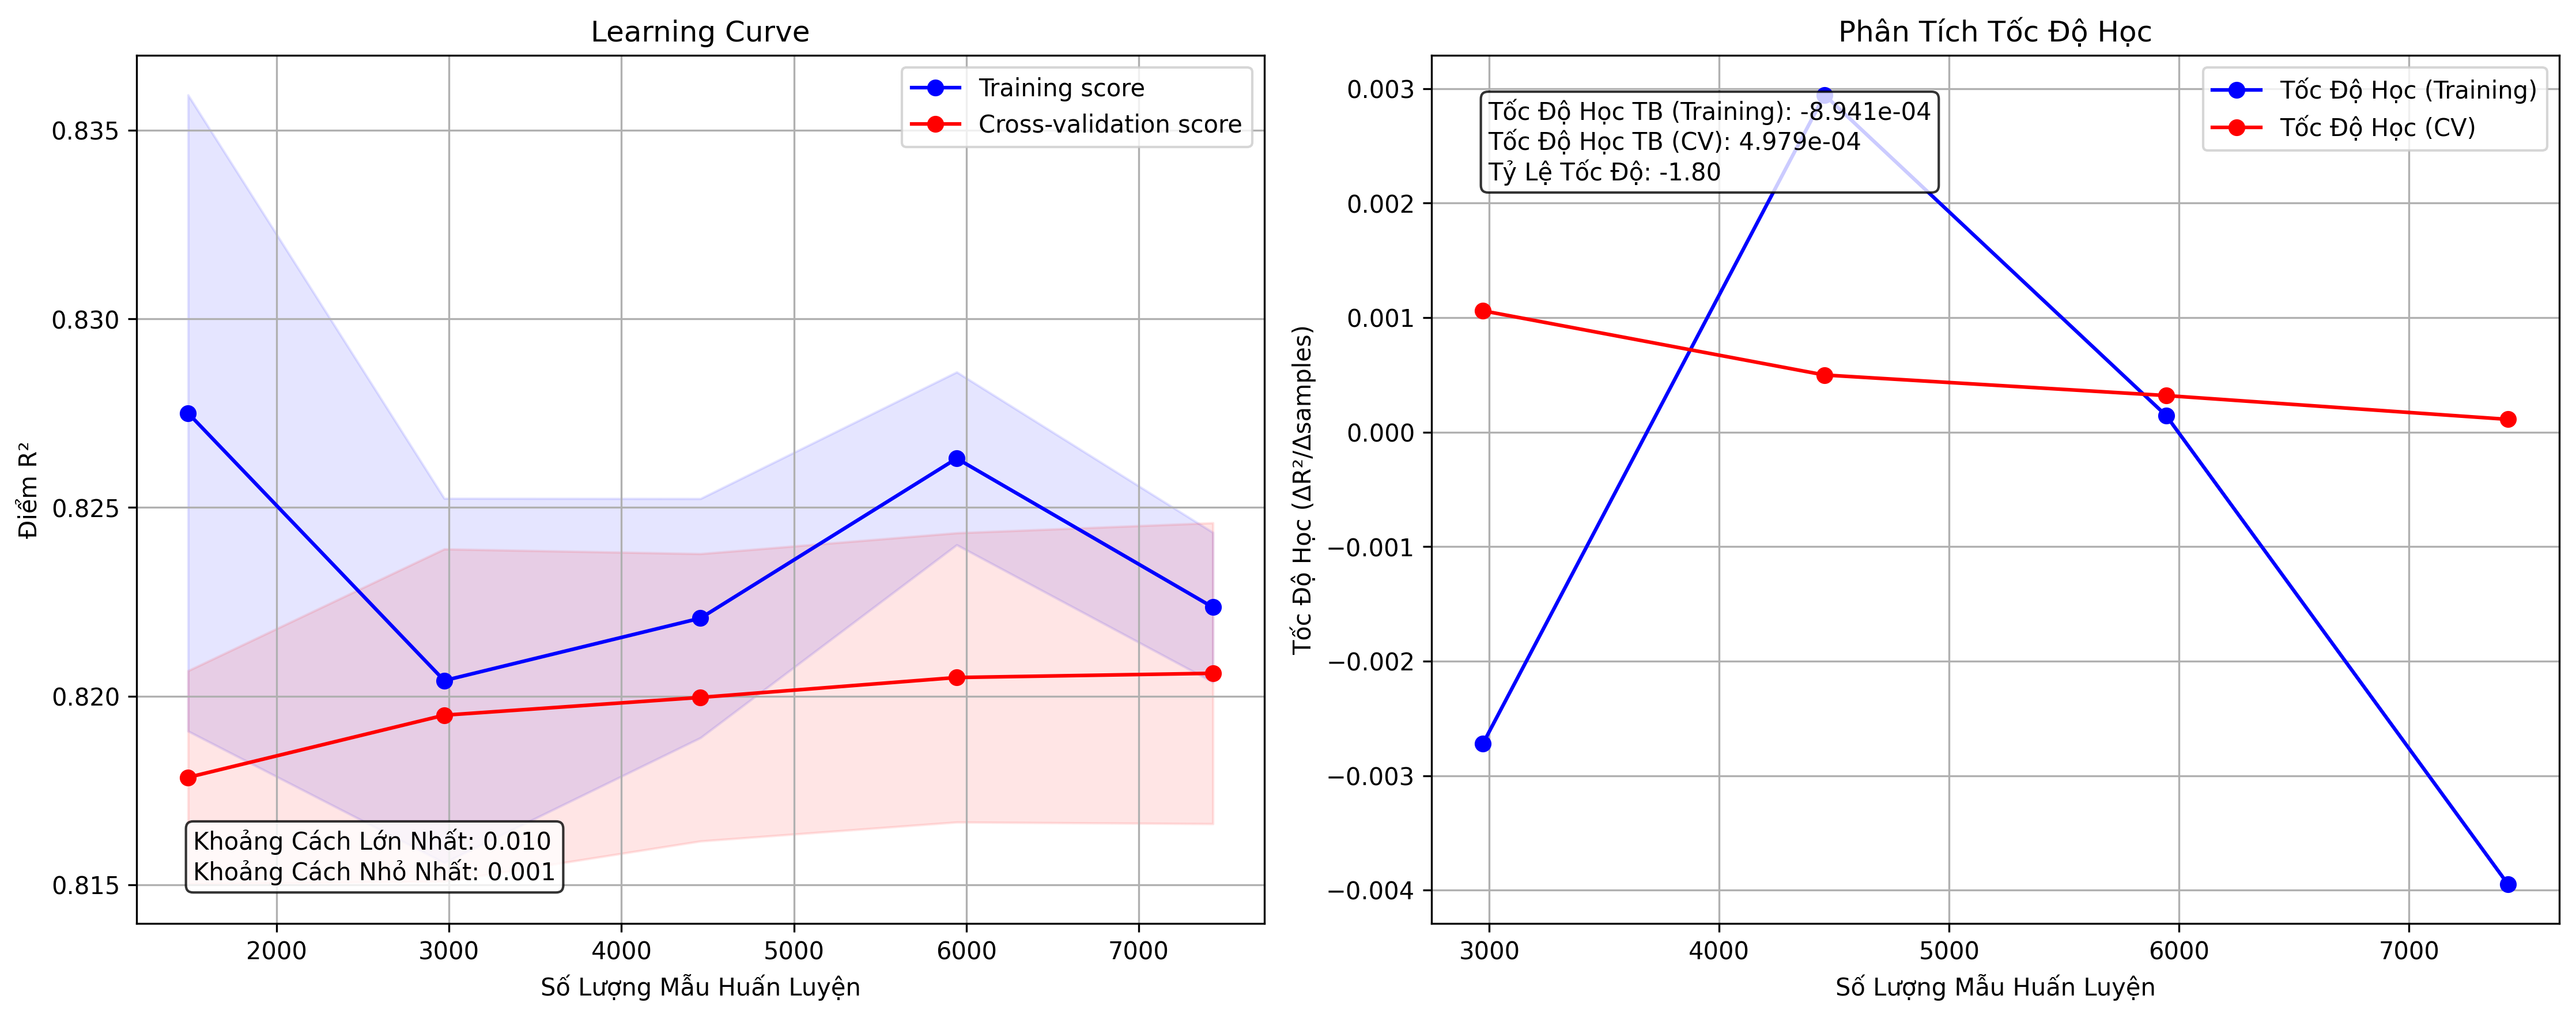 Learning Curve
Training score
Cross-validation score
0.835
0.830
0.825
0.820
0.815
Điểm R²
Khoảng Cách Lớn Nhất: 0.010
Khoảng Cách Nhỏ Nhất: 0.001
2000 3000 4000 5000 6000 7000
Số Lượng Mẫu Huấn Luyện
Phân Tích Tốc Độ Học
Tốc Độ Học TB (Training): -8.941e-04
Tốc Độ Học TB (CV): 4.979e-04
Tỷ Lệ Tốc Độ: -1.80
Tốc Độ Học (Training)
Tốc Độ Học (CV)
0.003
0.002
0.001
0.000
−0.001
−0.002
−0.003
−0.004
Tốc Độ Học (ΔR²/Δsamples)
3000 4000 5000 6000 7000
Số Lượng Mẫu Huấn Luyện